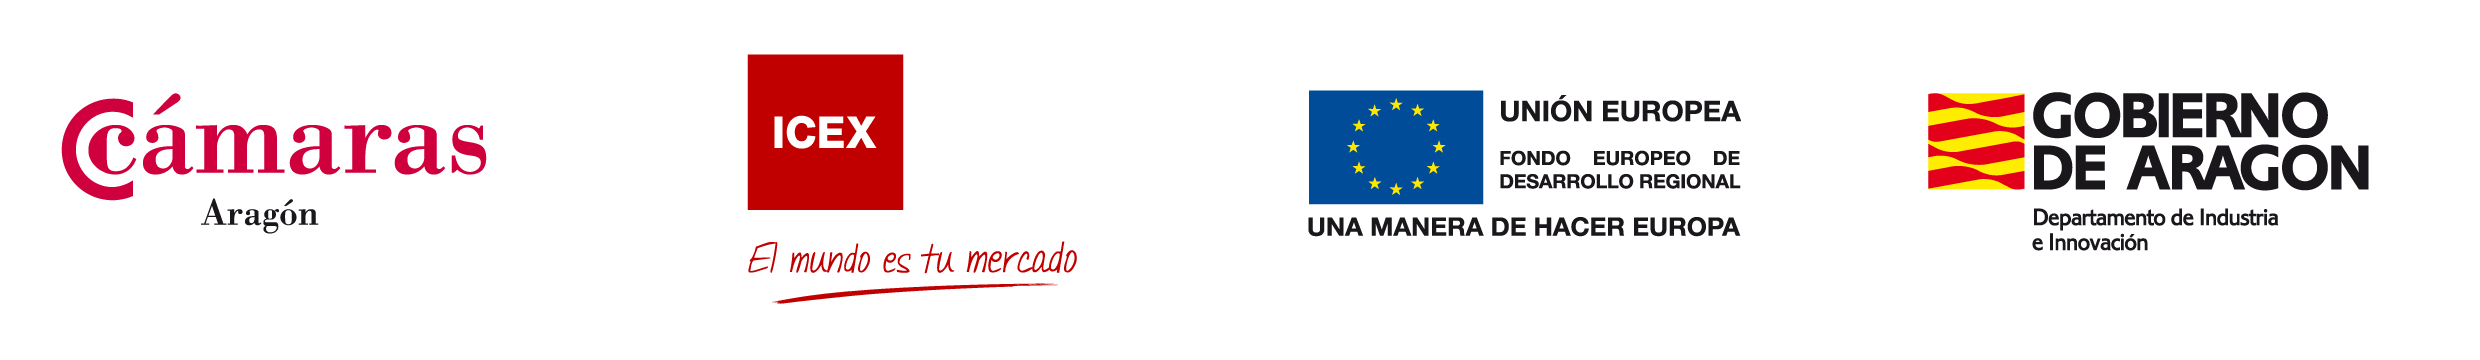 Cámaras
Aragón
ICEX
El mundo es tu mercado
UNIÓN EUROPEA
FONDO EUROPEO DE
DESARROLLO REGIONAL
UNA MANERA DE HACER EUROPA
GOBIERNO
DE ARAGON
Departamento de Industria
e Innovación